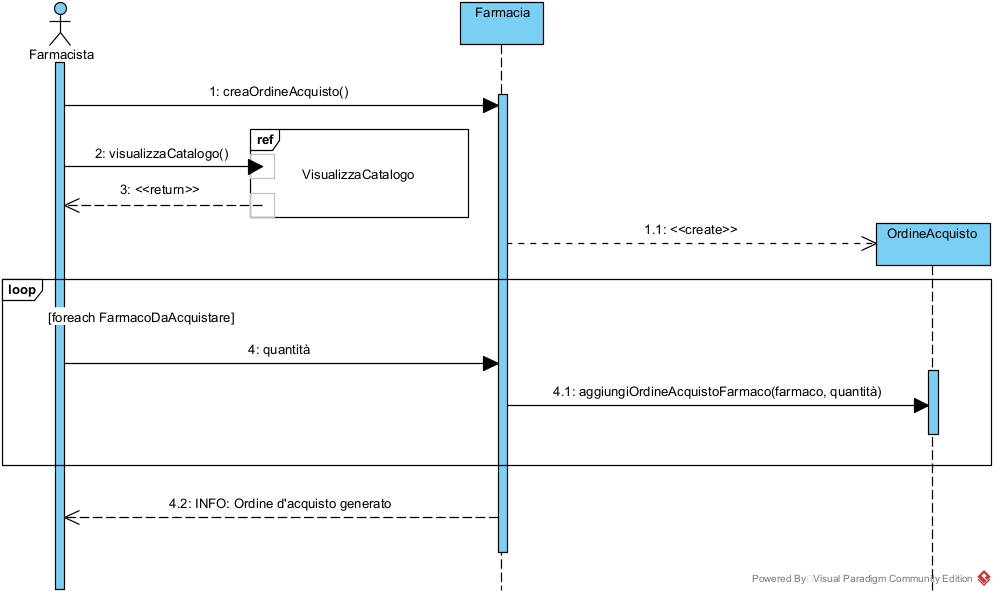 Farmacia
Farmacista
1: creaOrdineAcquisto()
ref
2: visualizzaCatalogo()
VisualizzaCatalogo
3: <<return>>
1.1: <<create>>
OrdineAcquisto
loop
[foreach FarmacoDaAcquistare]
4: quantità
4.1: aggiungiOrdineAcquistoFarmaco(farmaco, quantità)
4.2: INFO: Ordine d'acquisto generato
Powered By Visual Paradigm Community Edition